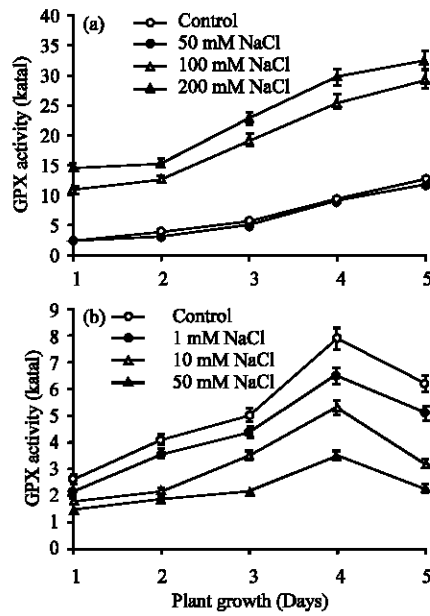 (a)
Control
50 mM NaCl
100 mM NaCl
200 mM NaCl
GPX activity (katal)
40
35
30
25
20
15
10
5
0
1 2 3 4 5
(b)
Control
1 mM NaCl
10 mM NaCl
50 mM NaCl
GPX activity (katal)
9
8
7
6
5
4
3
2
1
0
1 2 3 4 5
Plant growth (Days)